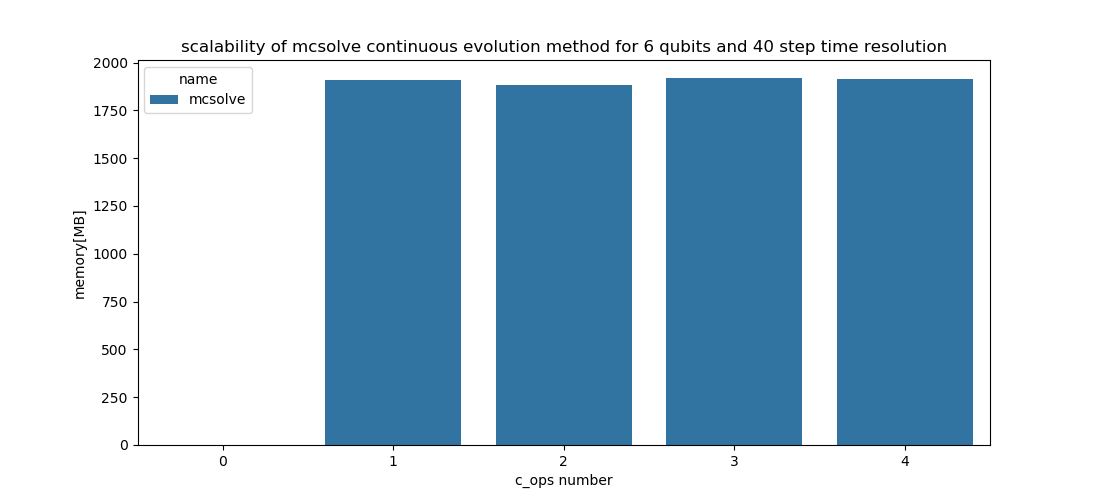 scalability of mcsolve continuous evolution method for 6 qubits and 40 step time resolution
name
mcsolve
2000
1750
1500
1250
1000
750
500
250
0
memory[MB]
0 1 2 3 4
c_ops number